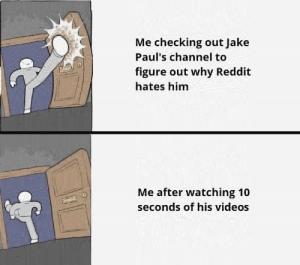 Me checking out Jake
Paul's channel to
figure out why Reddit
hates him
Me after watching 10
seconds of his videos